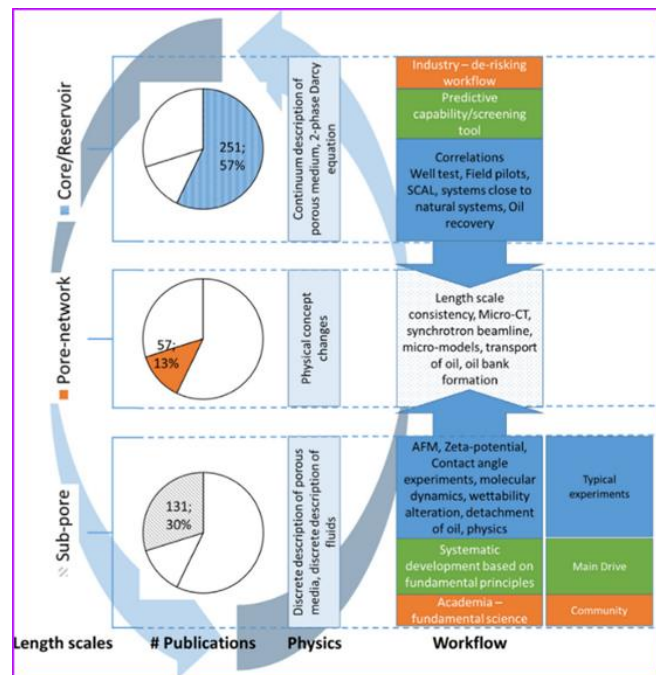 Core/Reservoir
251;
57%
Continuum description of
porous medium, 2-phase Darcy
equation
Industry – de-risking
workflow
Predictive
capability/screening
tool
Correlations
Well test, Field pilots,
SCAL, systems close to
natural systems, Oil
recovery
Pore-network
57;
13%
Physical concept
changes
Length scale
consistency, Micro-CT,
synchrotron beamline,
micro-models, transport
of oil, oil bank
formation
Sub-pore
131;
30%
Discrete description of porous
media, discrete description of
fluids
AFM, Zeta-potential,
Contact angle
experiments, molecular
dynamics, wettability
alteration, detachment
of oil, physics
Typical
experiments
Systematic
development based on
fundamental principles
Main Drive
Academia –
fundamental science
Community
Length scales
# Publications
Physics
Workflow